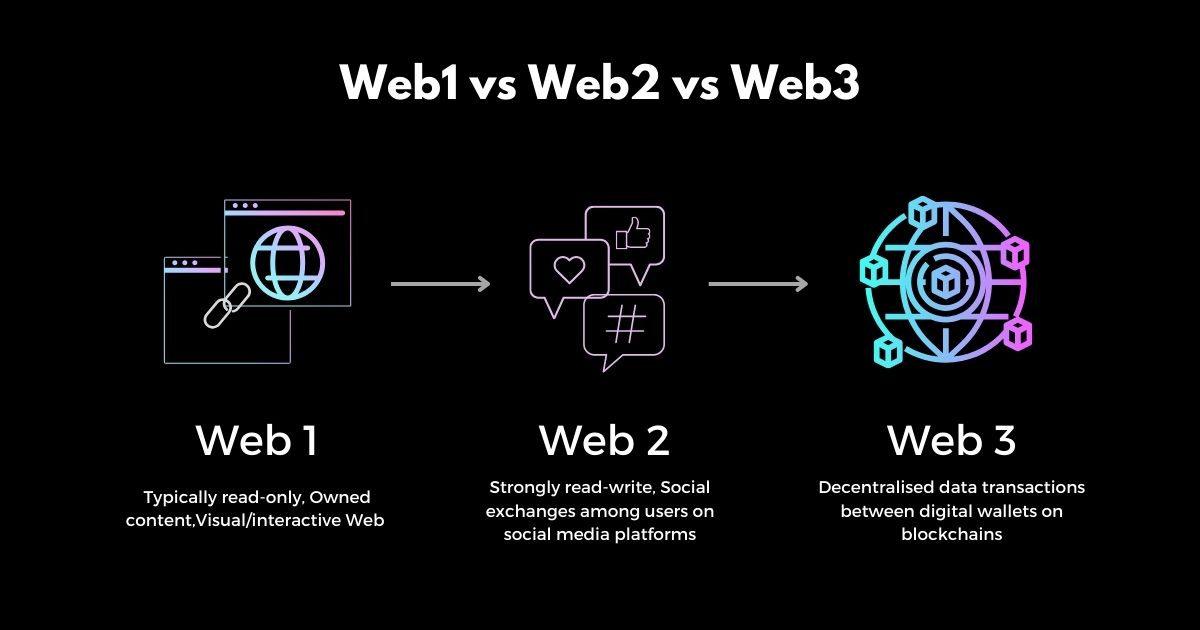 Web1 vs Web2 vs Web3
Web 1
Typically read-only, Owned
content,Visual/interactive Web
Web 2
Strongly read-write, Social
exchanges among users on
social media platforms
Web 3
Decentralised data transactions
between digital wallets on
blockchains